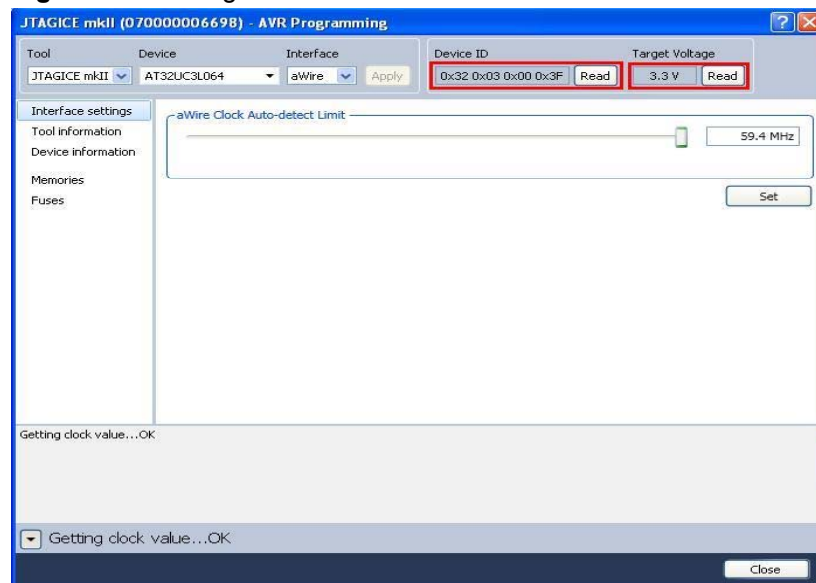 JTAGICE mkII (070000006698) - AVR Programming
Tool Device Interface Device ID Target Voltage
JTAGICE mkII AT32UC3L064 aWire Apply 0x32 0x03 0x00 0x3F Read 3.3 V Read
Interface settings
Tool information
Device information
Memories
Fuses
aWire Clock Auto-detect Limit
59.4 MHz
Set
Getting clock value...OK
Getting clock value...OK
Close